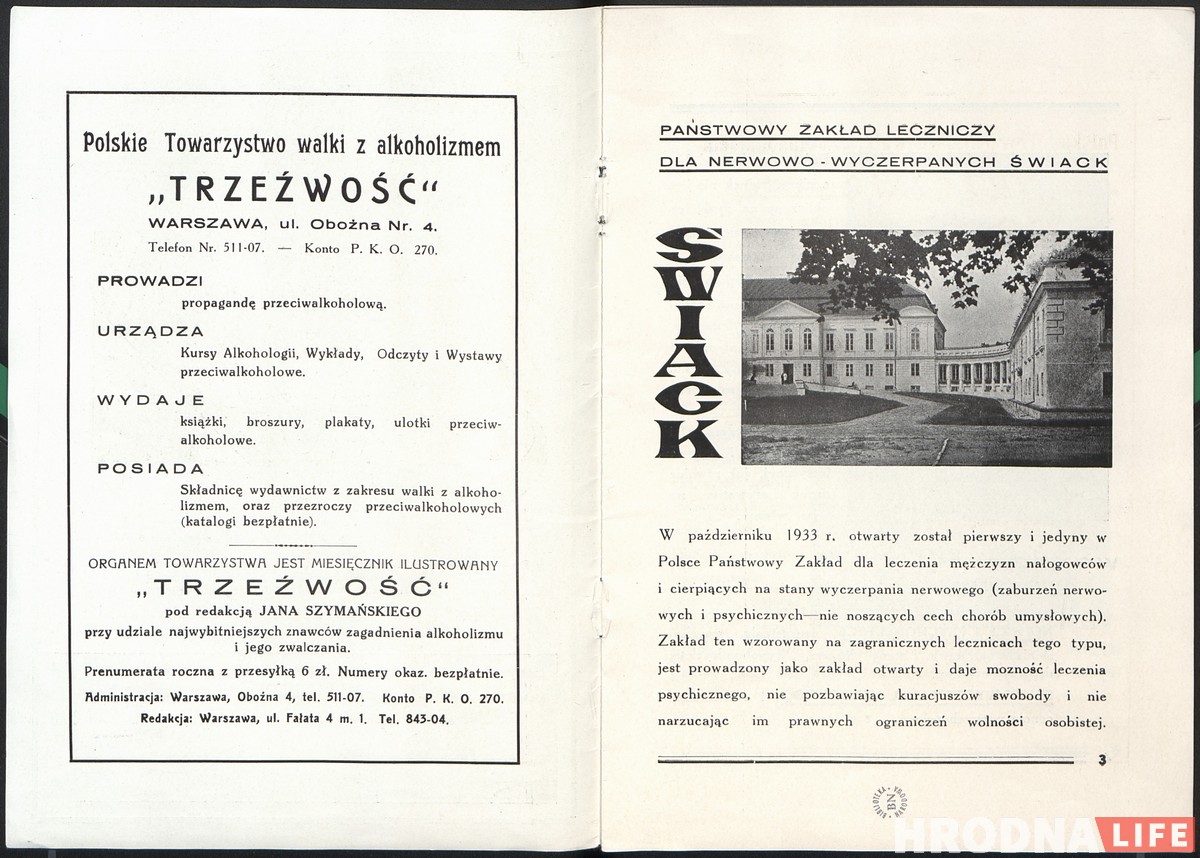 Polskie Towarzystwo walki z alkoholizmem
„TRZEŹWOŚĆ“
WARSZAWA, ul. Oboźna Nr. 4.
Telefon Nr. 511-07. — Konto P. K. O. 270.
PROWADZI
propagandę przeciwalkoholową.
URZĄDZA
Kursy Alkohologii, Wykłady, Odczyty i Wystawy
przeciwalkoholowe.
WYDAJE
książki, broszury, plakaty, ulotki przeciw-
alkoholowe.
POSIADA
Składnicę wydawnictw z zakresu walki z alkoho-
lizmem, oraz przezroczy przeciwalkoholowych
(katalogi bezpłatnie).
ORGANEM TOWARZYSTWA JEST MIESIĘCZNIK ILUSTROWANY
„TRZEŹWOŚĆ“
pod redakcją JANA SZYMAŃSKIEGO
przy udziale najwybitniejszych znawców zagadnienia alkoholizmu
i jego zwalczania.
Prenumerata roczna z przesyłką 6 zł. Numery okaz. bezpłatnie.
Administracja: Warszawa, Oboźna 4, tel. 511-07. Konto P. K. O. 270.
Redakcja: Warszawa, ul. Fałata 4 m. 1. Tel. 843-04.
PAŃSTWOWY ZAKŁAD LECZNICZY
DLA NERWOWO - WYCZERPANYCH ŚWIACK
SWIACK
W październiku 1933 r. otwarty został pierwszy i jedyny w
Polsce Państwowy Zakład dla leczenia mężczyzn nałogowców
i cierpiących na stany wyczerpania nerwowego (zaburzeń nerwo-
wych i psychicznych—nie noszących cech chorób umysłowych).
Zakład ten wzorowany na zagranicznych lecznicach tego typu,
jest prowadzony jako zakład otwarty i daje mozność leczenia
psychicznego, nie pozbawiając kuracjuszów swobody i nie
narzucając im prawnych ograniczeń wolności osobistej.
3
BIBLIOTEKA NARODOWA
BN
HRODNA LIFE